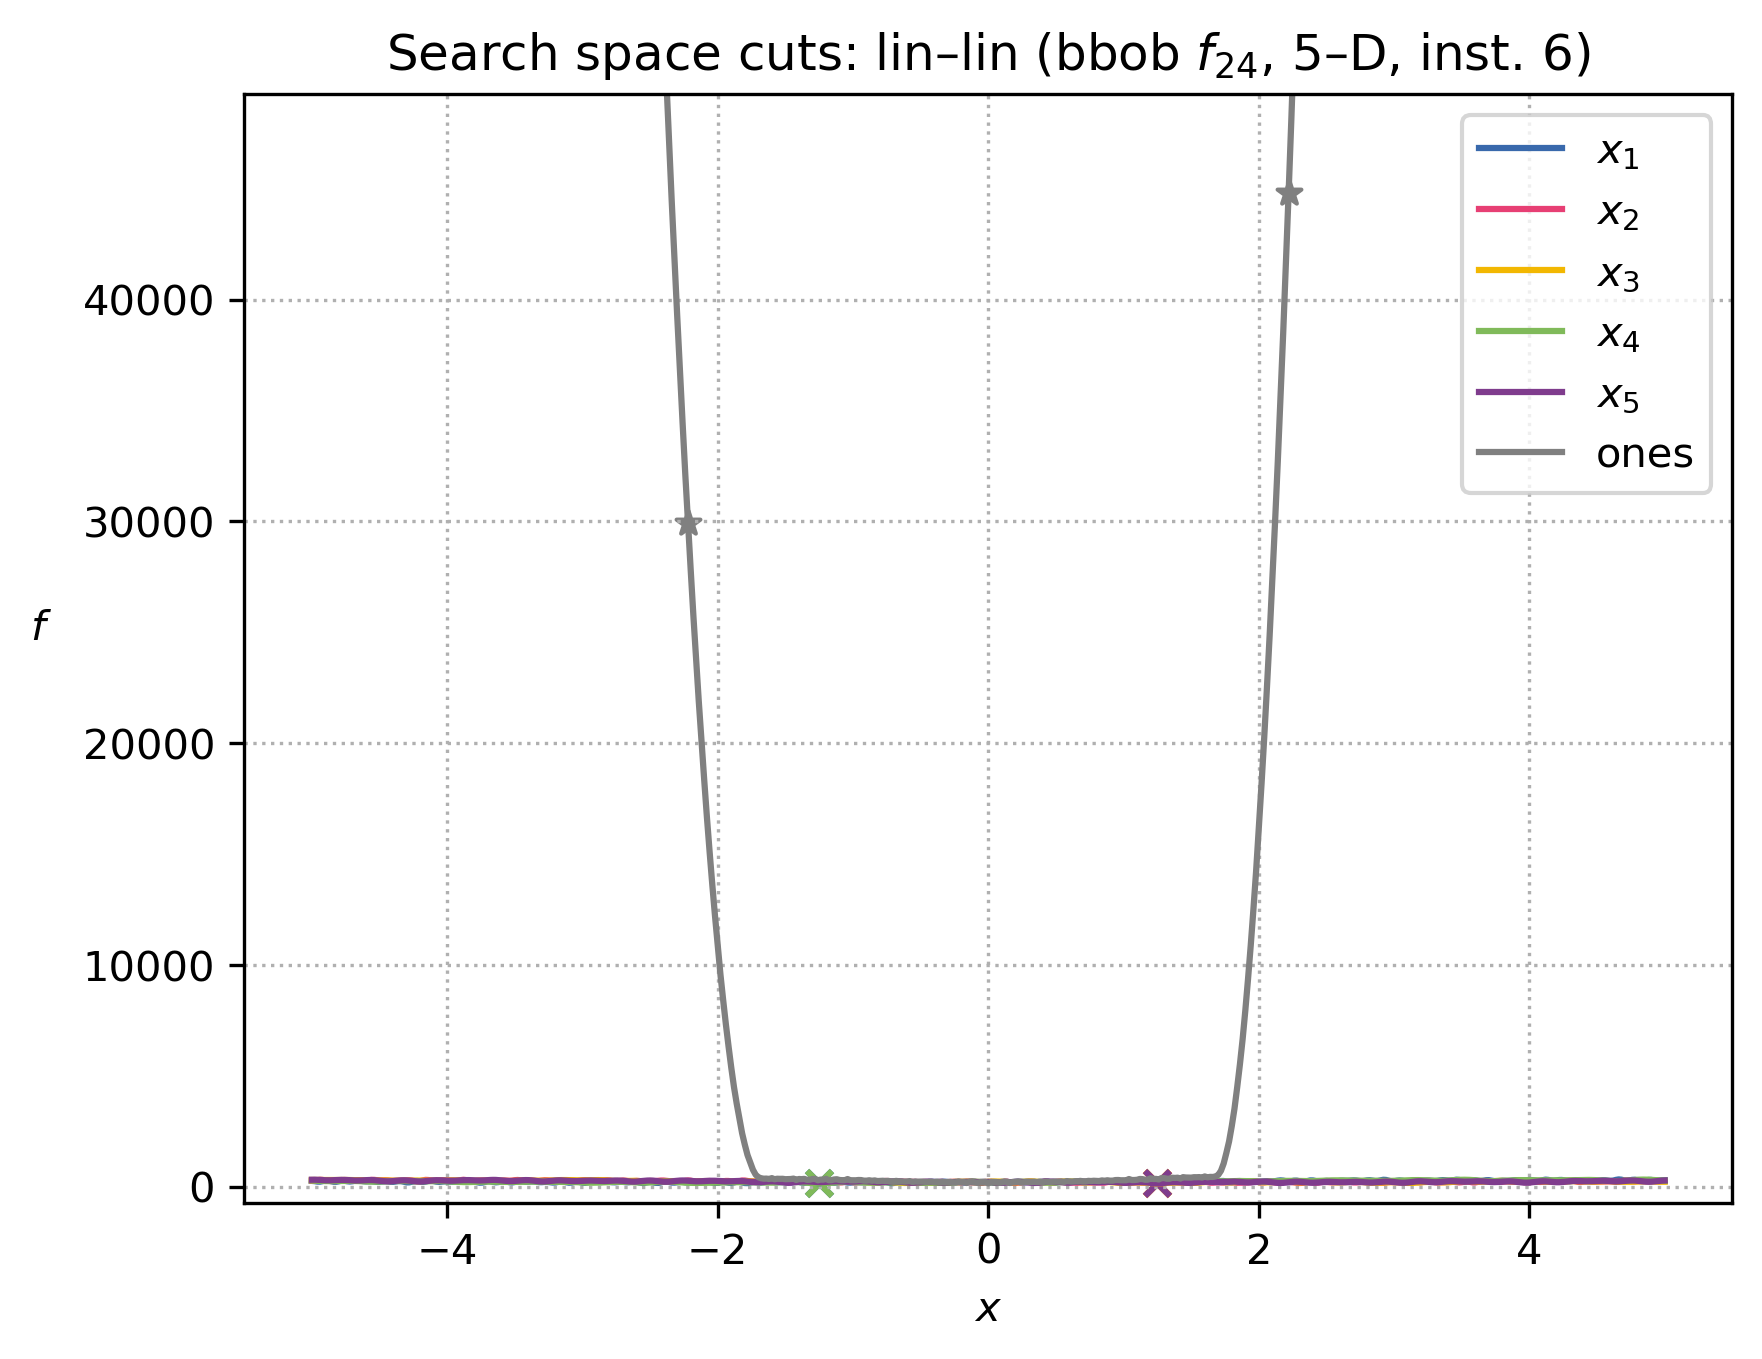 Search space cuts: lin–lin (bbob f₂₄, 5–D, inst. 6)
x₁
x₂
x₃
x₄
x₅
ones
40000
30000
20000
10000
0
f
−4 −2 0 2 4
x